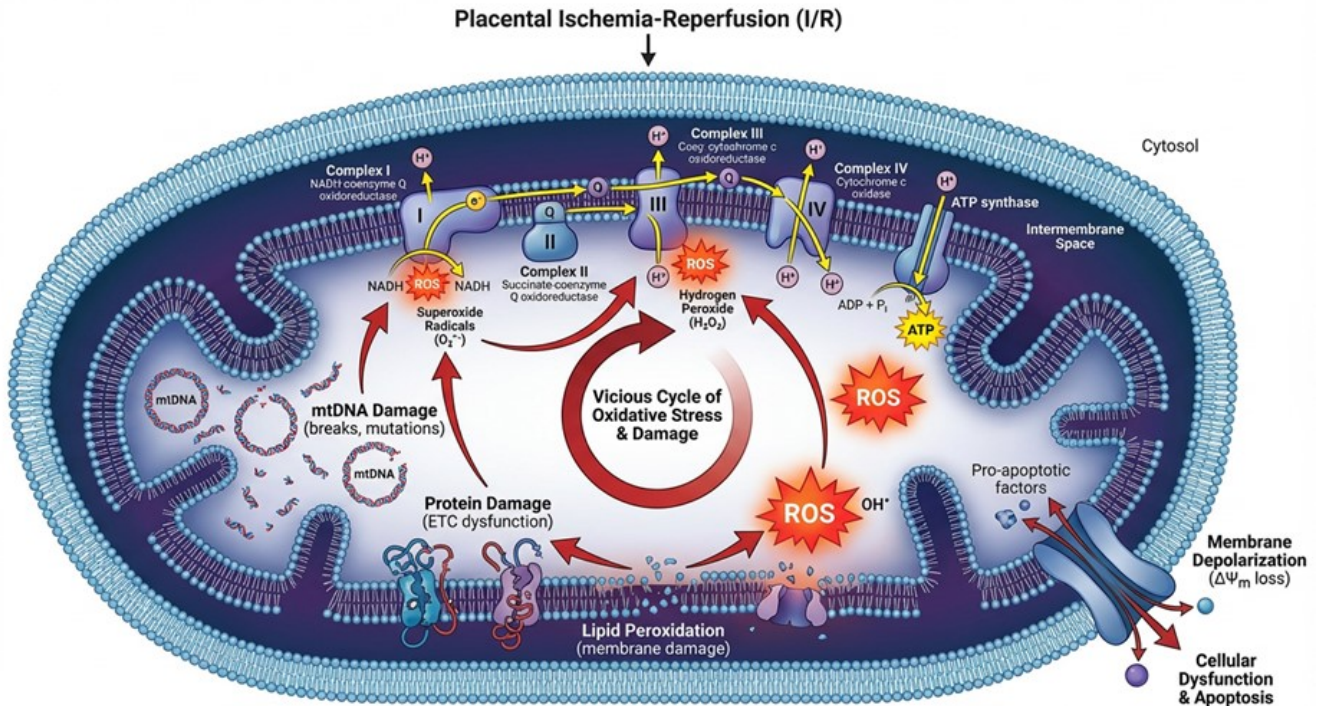 Placental Ischemia-Reperfusion (I/R)
Cytosol
Complex I
NADH coenzyme Q
oxidoreductase
H⁺
I
e⁻
Q
Q
II
Complex II
Succinate-coenzyme
Q oxidoreductase
H⁺
III
H⁺
Complex III
cytochrome c
oxidoreductase
Q
H⁺
Complex IV
Cytochrome c
oxidase
IV
H⁺
H⁺
H⁺
ATP synthase
Intermembrane
Space
ADP + Pᵢ
ATP
NADH
ROS
NADH
Superoxide
Radicals
(O₂⁻·)
ROS
Hydrogen
Peroxide
(H₂O₂)
Vicious Cycle of
Oxidative Stress
& Damage
ROS
mtDNA
mtDNA Damage
(breaks, mutations)
mtDNA
Protein Damage
(ETC dysfunction)
ROS
OH•
Pro-apoptotic
factors
Lipid Peroxidation
(membrane damage)
Membrane
Depolarization
(ΔΨₘ loss)
Cellular
Dysfunction
& Apoptosis